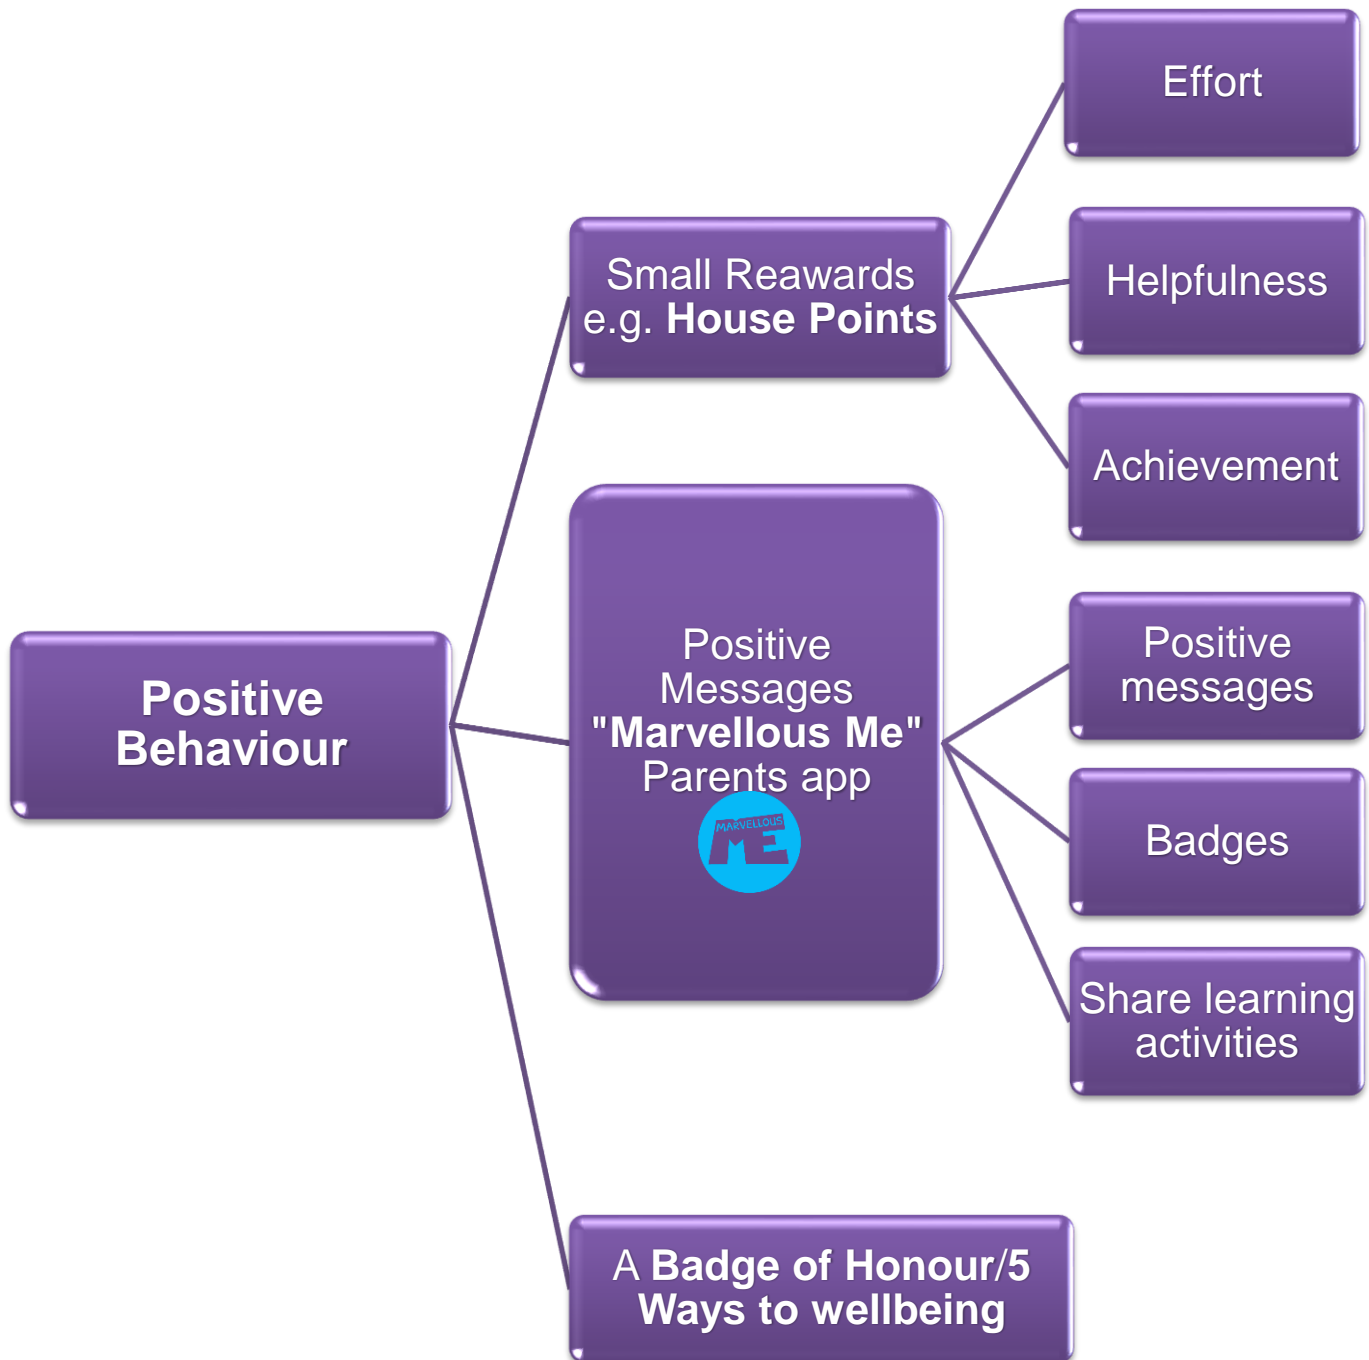 Positive
Behaviour
Small Reawards
e.g. House Points
Effort
Helpfulness
Achievement
Positive
Messages
"Marvellous Me"
Parents app
MARVELLOUS
ME
Positive
messages
Badges
Share learning
activities
A Badge of Honour/5
Ways to wellbeing